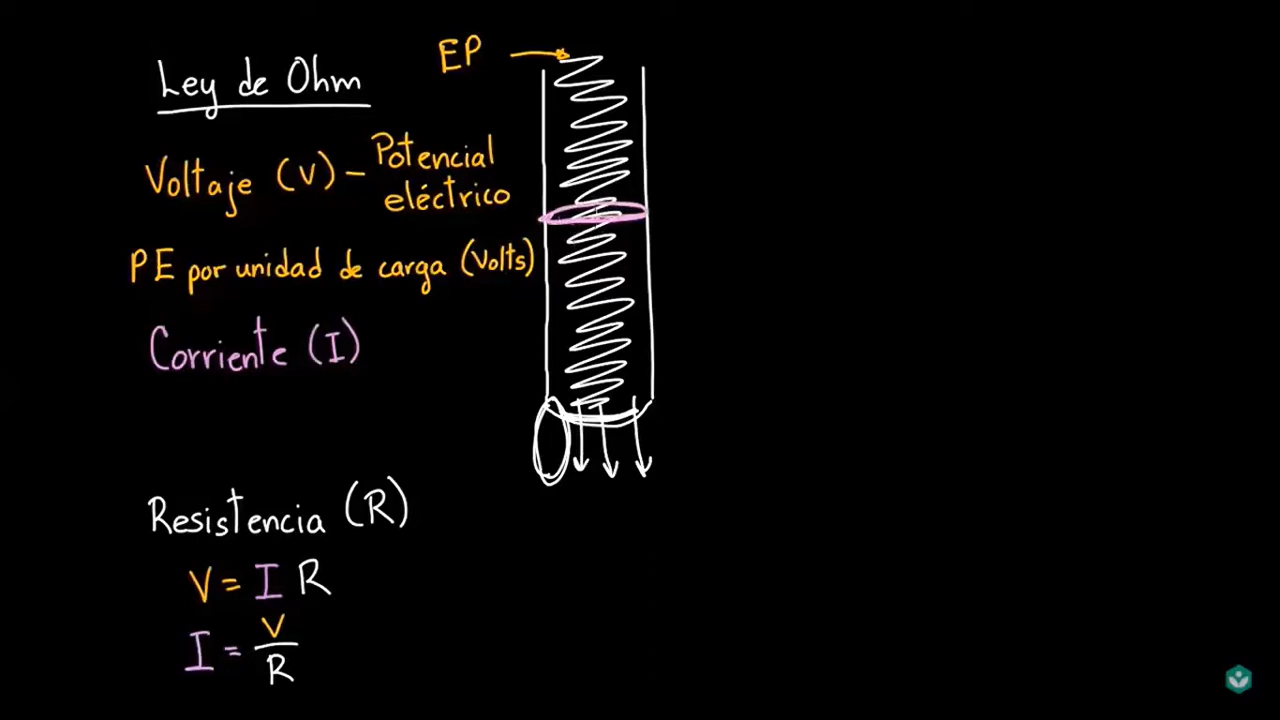 Ley de Ohm
EP
Voltaje (V) - Potencial
eléctrico
PE por unidad de carga (Volts)
Corriente (I)
Resistencia (R)
V = I R
I = V
R